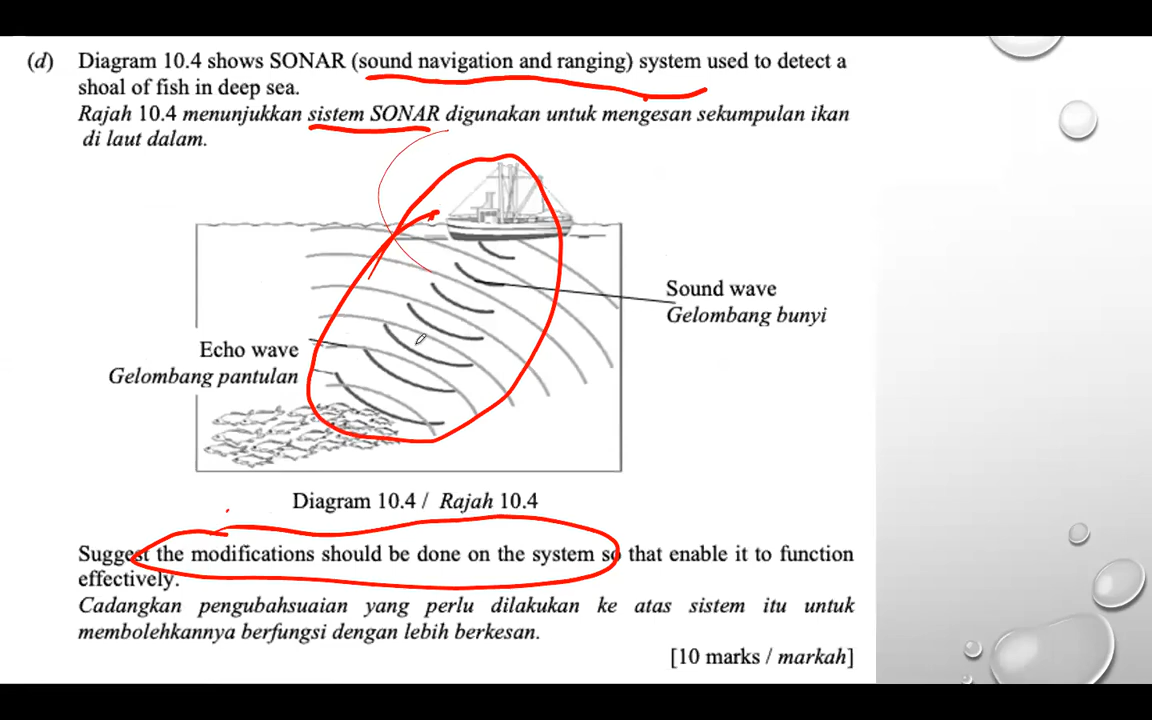 (d) Diagram 10.4 shows SONAR (sound navigation and ranging) system used to detect a
shoal of fish in deep sea.
Rajah 10.4 menunjukkan sistem SONAR digunakan untuk mengesan sekumpulan ikan
di laut dalam.
Sound wave
Gelombang bunyi
Echo wave
Gelombang pantulan
Diagram 10.4 / Rajah 10.4
Suggest the modifications should be done on the system so that enable it to function
effectively.
Cadangkan pengubahsuaian yang perlu dilakukan ke atas sistem itu untuk
membolehkannya berfungsi dengan lebih berkesan.
[10 marks / markah]